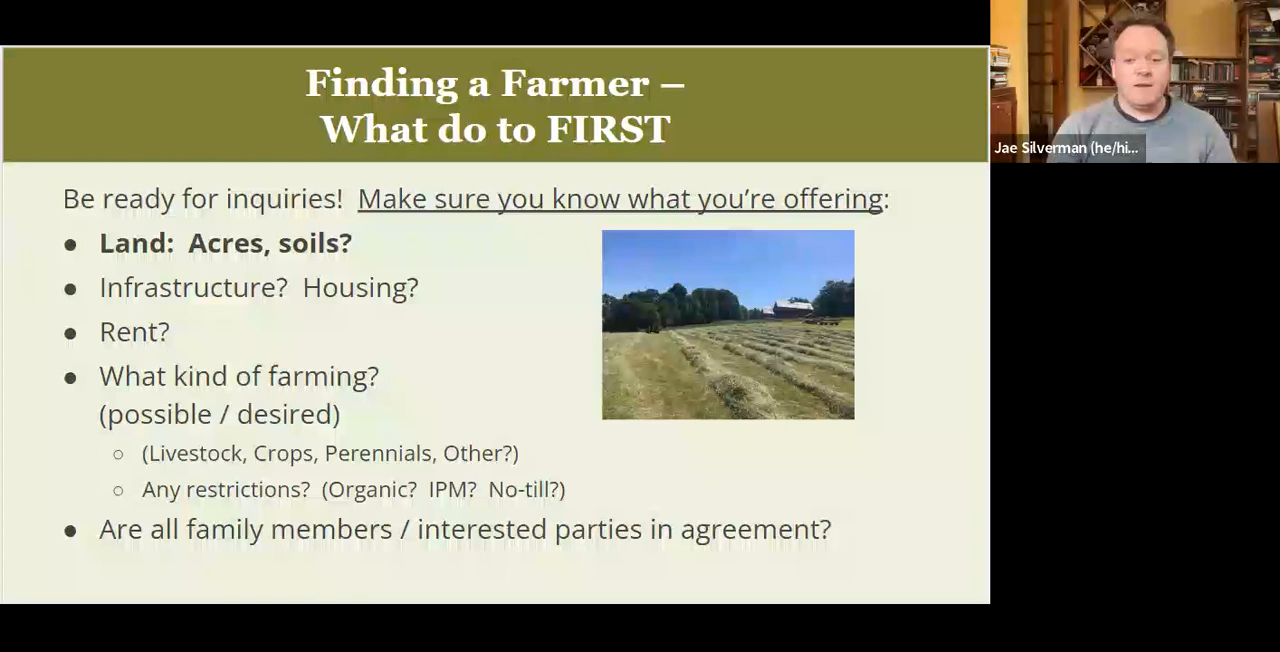 Finding a Farmer –
What do to FIRST
Be ready for inquiries!  Make sure you know what you’re offering:
● Land:  Acres, soils?
● Infrastructure?  Housing?
● Rent?
● What kind of farming?
(possible / desired)
○ (Livestock, Crops, Perennials, Other?)
○ Any restrictions?  (Organic?  IPM?  No-till?)
● Are all family members / interested parties in agreement?
Jae Silverman (he/hi...